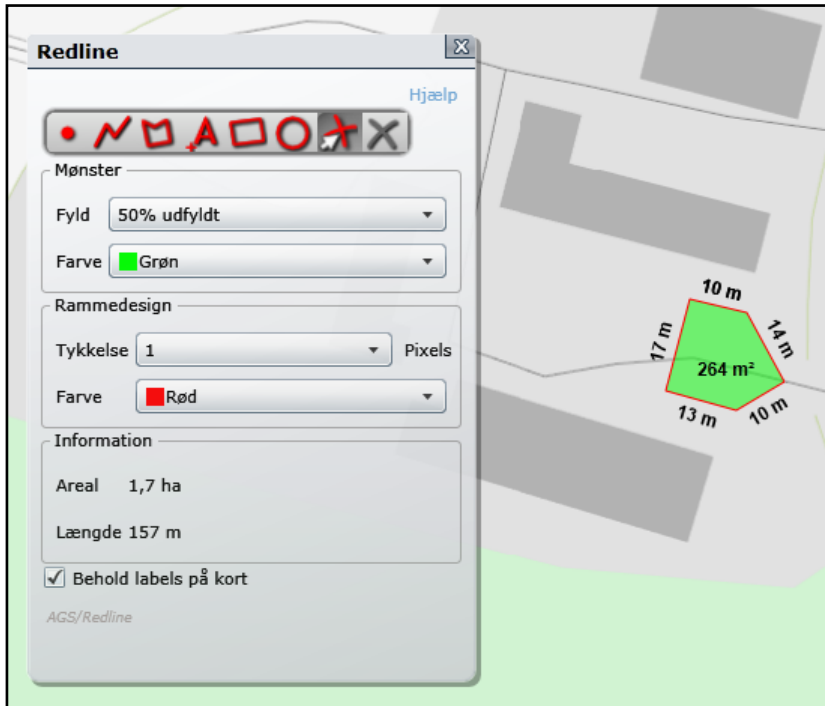 Redline
Hjælp
Mønster
Fyld 50% udfyldt
Farve Grøn
Rammedesign
Tykkelse 1 Pixels
Farve Rød
Information
Areal 1,7 ha
Længde 157 m
Behold labels på kort
AGS/Redline
10 m
14 m
17 m
264 m²
13 m
10 m